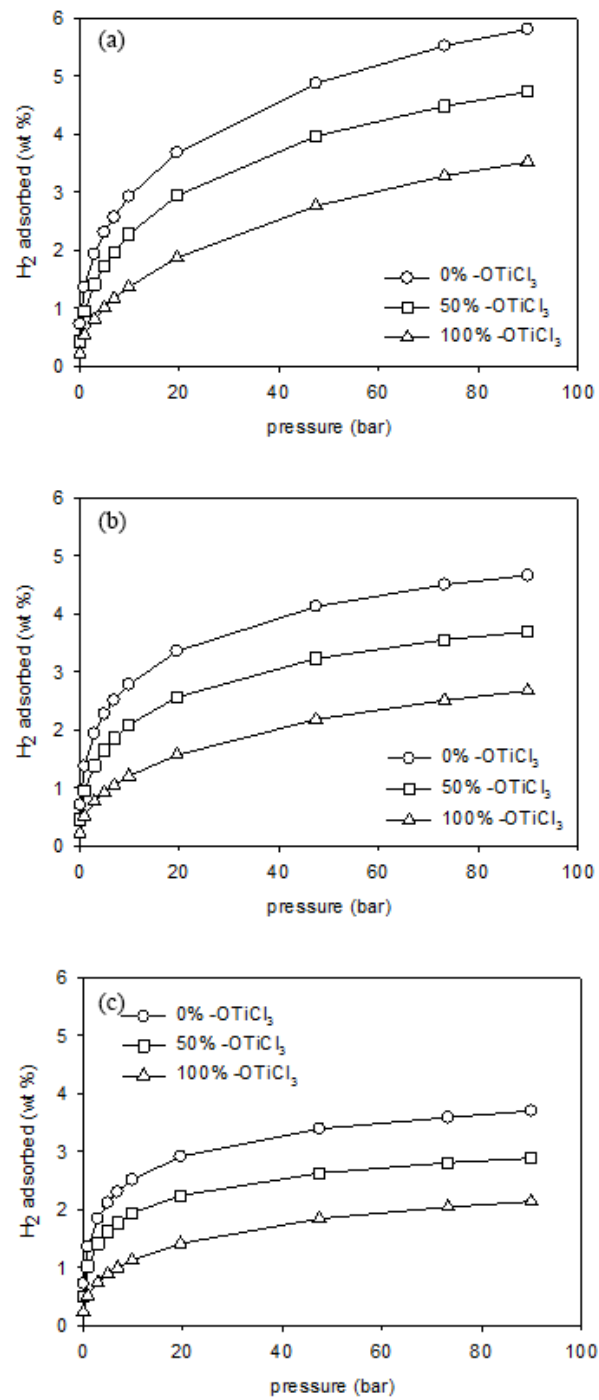 (a)
H2 adsorbed (wt %)
6
5
4
3
2
1
0
0% -OTiCl3
50% -OTiCl3
100% -OTiCl3
0 20 40 60 80 100
pressure (bar)
(b)
H2 adsorbed (wt %)
6
5
4
3
2
1
0
0% -OTiCl3
50% -OTiCl3
100% -OTiCl3
0 20 40 60 80 100
pressure (bar)
(c)
H2 adsorbed (wt %)
6
5
4
3
2
1
0
0% -OTiCl3
50% -OTiCl3
100% -OTiCl3
0 20 40 60 80 100
pressure (bar)